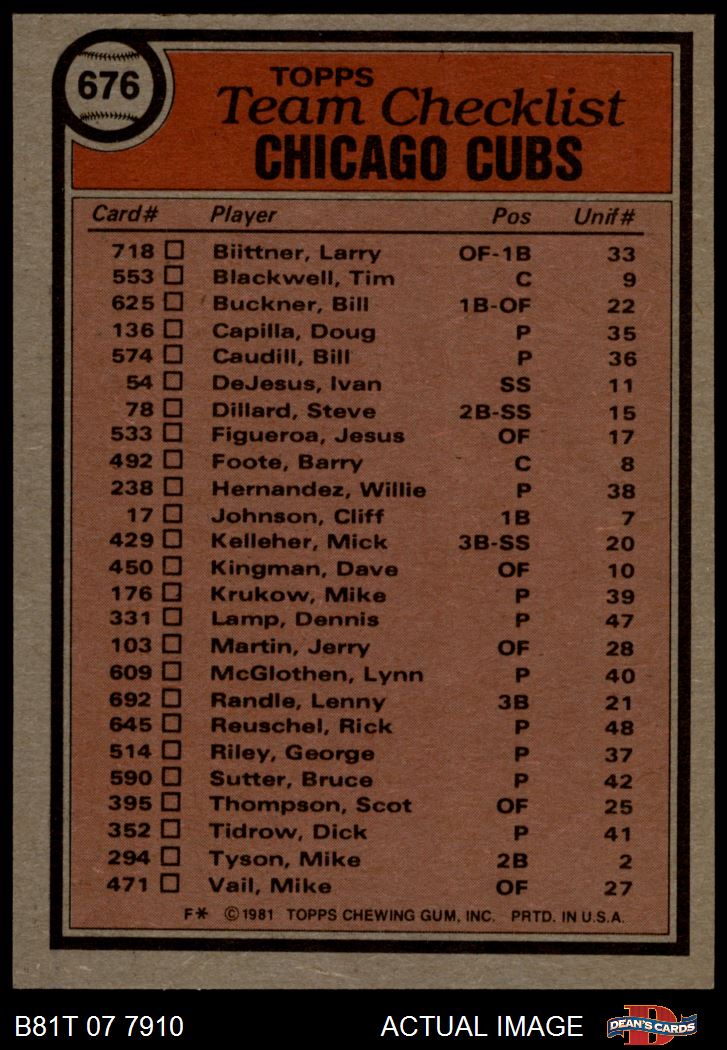 676
TOPPS
Team Checklist
CHICAGO CUBS
Card# Player Pos Unif#
718 Biittner, Larry OF-1B 33
553 Blackwell, Tim C 9
625 Buckner, Bill 1B-OF 22
136 Capilla, Doug P 35
574 Caudill, Bill P 36
54 DeJesus, Ivan SS 11
78 Dillard, Steve 2B-SS 15
533 Figueroa, Jesus OF 17
492 Foote, Barry C 8
238 Hernandez, Willie P 38
17 Johnson, Cliff 1B 7
429 Kelleher, Mick 3B-SS 20
450 Kingman, Dave OF 10
176 Krukow, Mike P 39
331 Lamp, Dennis P 47
103 Martin, Jerry OF 28
609 McGlothen, Lynn P 40
692 Randle, Lenny 3B 21
645 Reuschel, Rick P 48
514 Riley, George P 37
590 Sutter, Bruce P 42
395 Thompson, Scot OF 25
352 Tidrow, Dick P 41
294 Tyson, Mike 2B 2
471 Vail, Mike OF 27
F* ©1981 TOPPS CHEWING GUM, INC. PRTD. IN U.S.A.
B81T 07 7910 ACTUAL IMAGE D DEAN'S CARDS